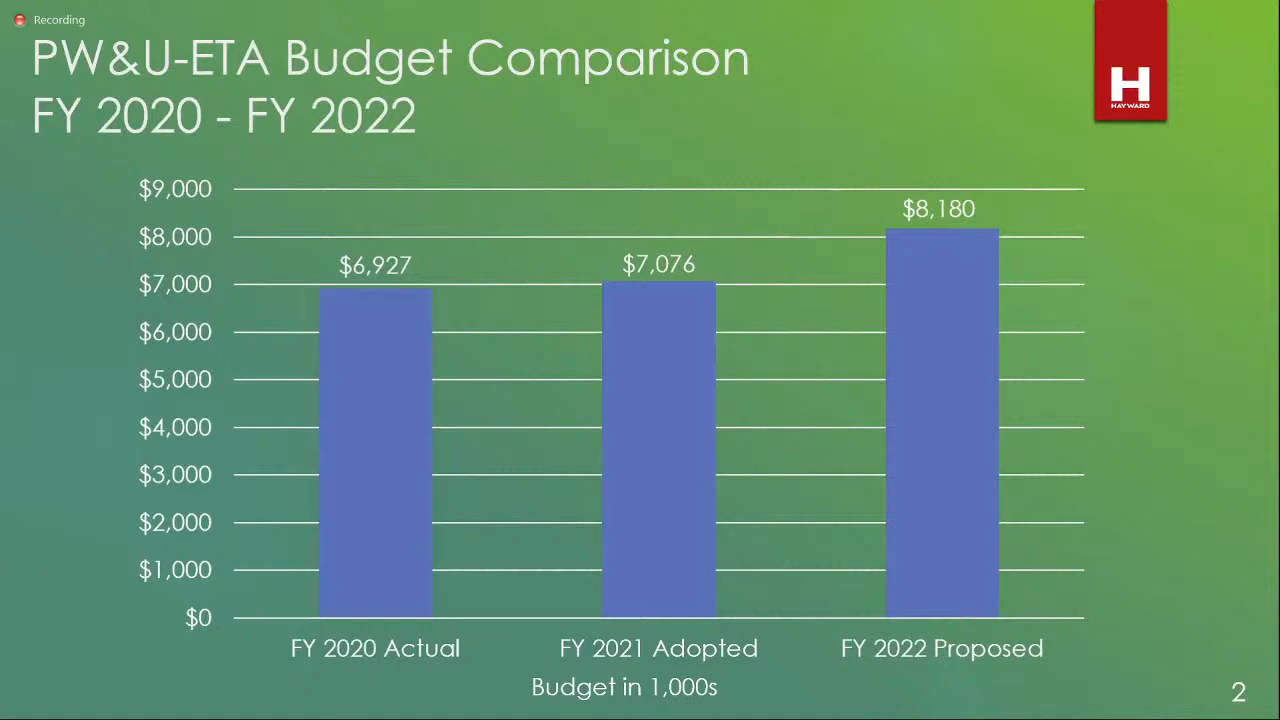 Recording
PW&U-ETA Budget Comparison
FY 2020 - FY 2022
H
HAYWARD
$9,000
$8,000
$7,000
$6,000
$5,000
$4,000
$3,000
$2,000
$1,000
$0
$6,927
$7,076
$8,180
FY 2020 Actual
FY 2021 Adopted
FY 2022 Proposed
Budget in 1,000s
2